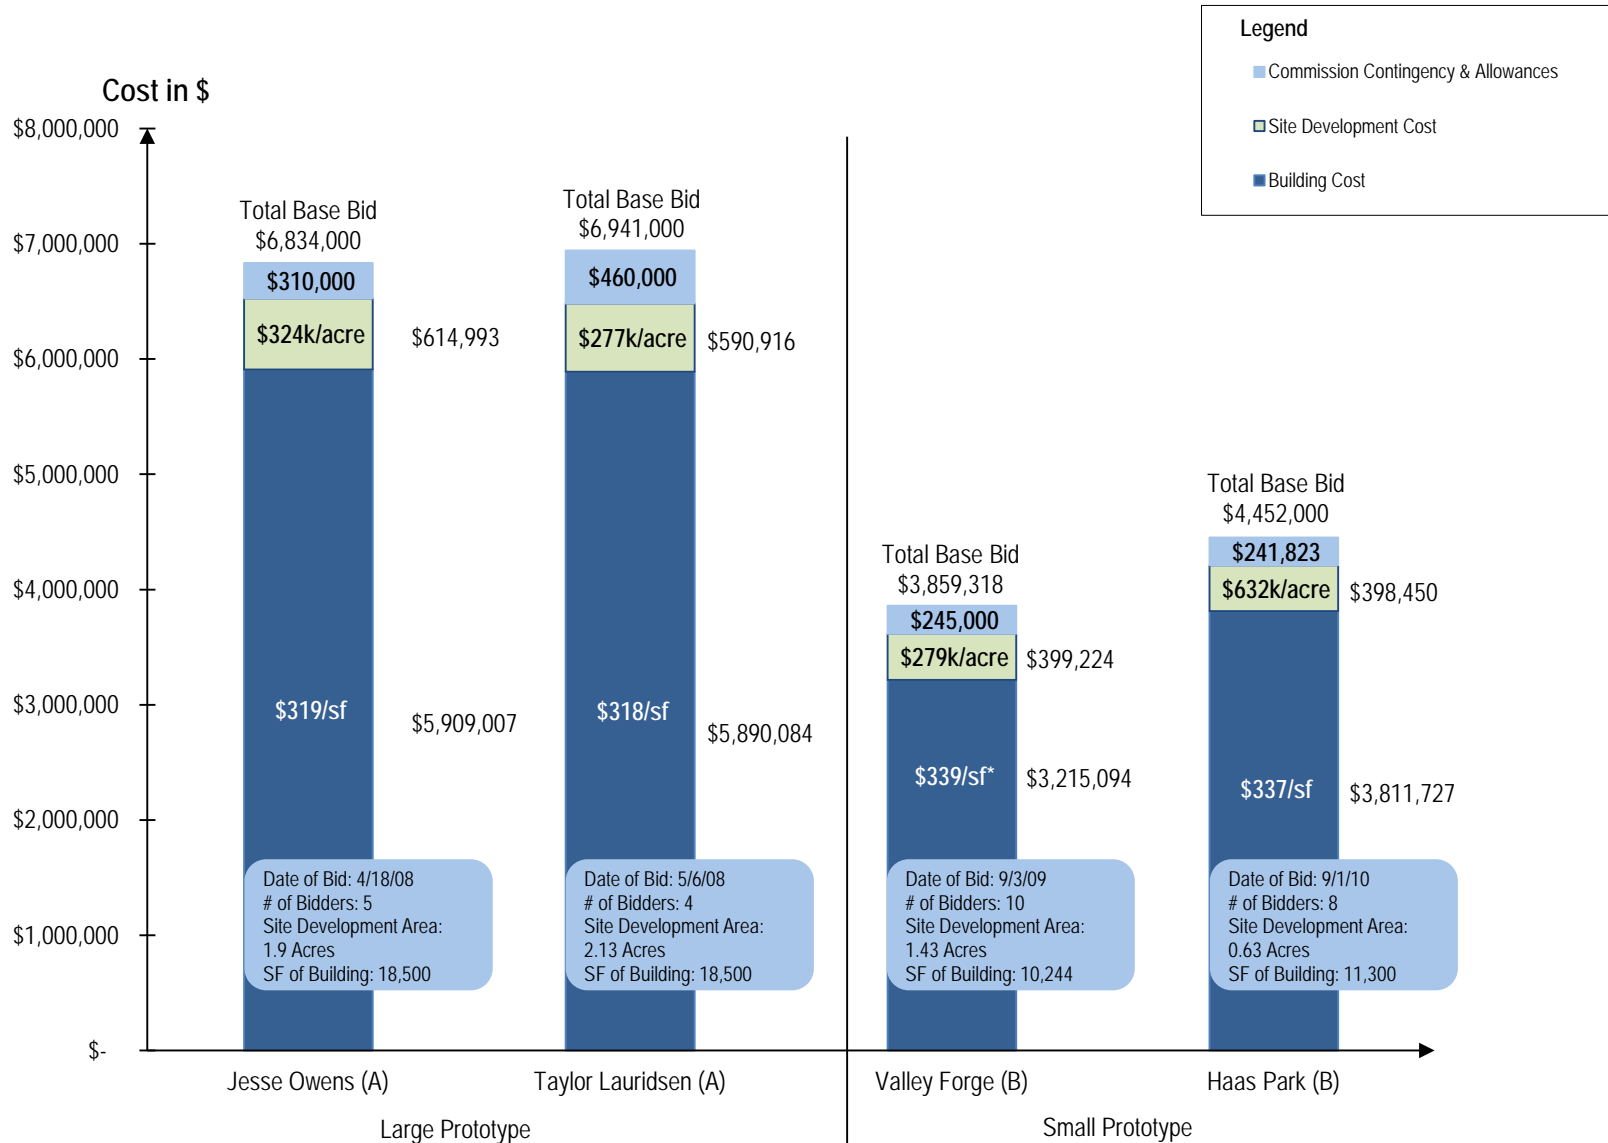 Legend
Commission Contingency & Allowances
Site Development Cost
Building Cost
Cost in $
$8,000,000
$7,000,000
$6,000,000
$5,000,000
$4,000,000
$3,000,000
$2,000,000
$1,000,000
$-
Total Base Bid
$6,834,000
$310,000
$324k/acre
$614,993
$319/sf
$5,909,007
Date of Bid: 4/18/08
# of Bidders: 5
Site Development Area:
1.9 Acres
SF of Building: 18,500
Jesse Owens (A)
Total Base Bid
$6,941,000
$460,000
$277k/acre
$590,916
$318/sf
$5,890,084
Date of Bid: 5/6/08
# of Bidders: 4
Site Development Area:
2.13 Acres
SF of Building: 18,500
Taylor Lauridsen (A)
Large Prototype
Total Base Bid
$3,859,318
$245,000
$279k/acre
$399,224
$339/sf*
$3,215,094
Date of Bid: 9/3/09
# of Bidders: 10
Site Development Area:
1.43 Acres
SF of Building: 10,244
Valley Forge (B)
Total Base Bid
$4,452,000
$241,823
$632k/acre
$398,450
$337/sf
$3,811,727
Date of Bid: 9/1/10
# of Bidders: 8
Site Development Area:
0.63 Acres
SF of Building: 11,300
Haas Park (B)
Small Prototype